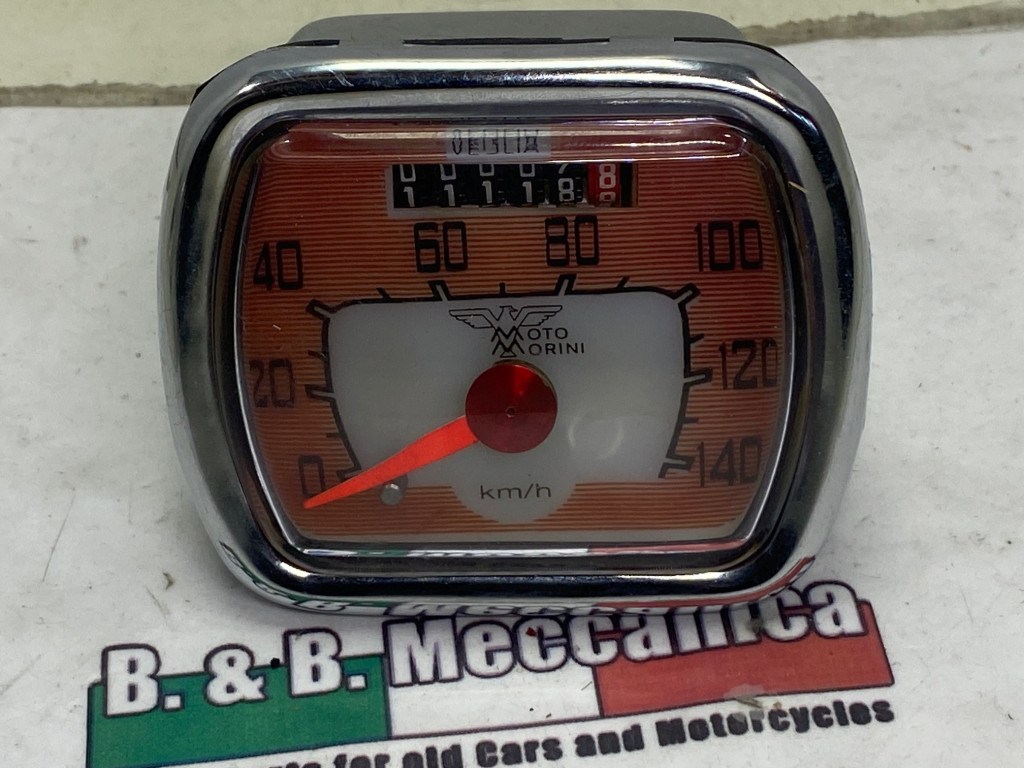 VEGLIA
0 0 0 0 7 8
1 1 1 1 8 9
60 80
40 100
MOTO
MORINI
20 120
0 140
km/h
B. & B. Meccanica
for old Cars and Motorcycles